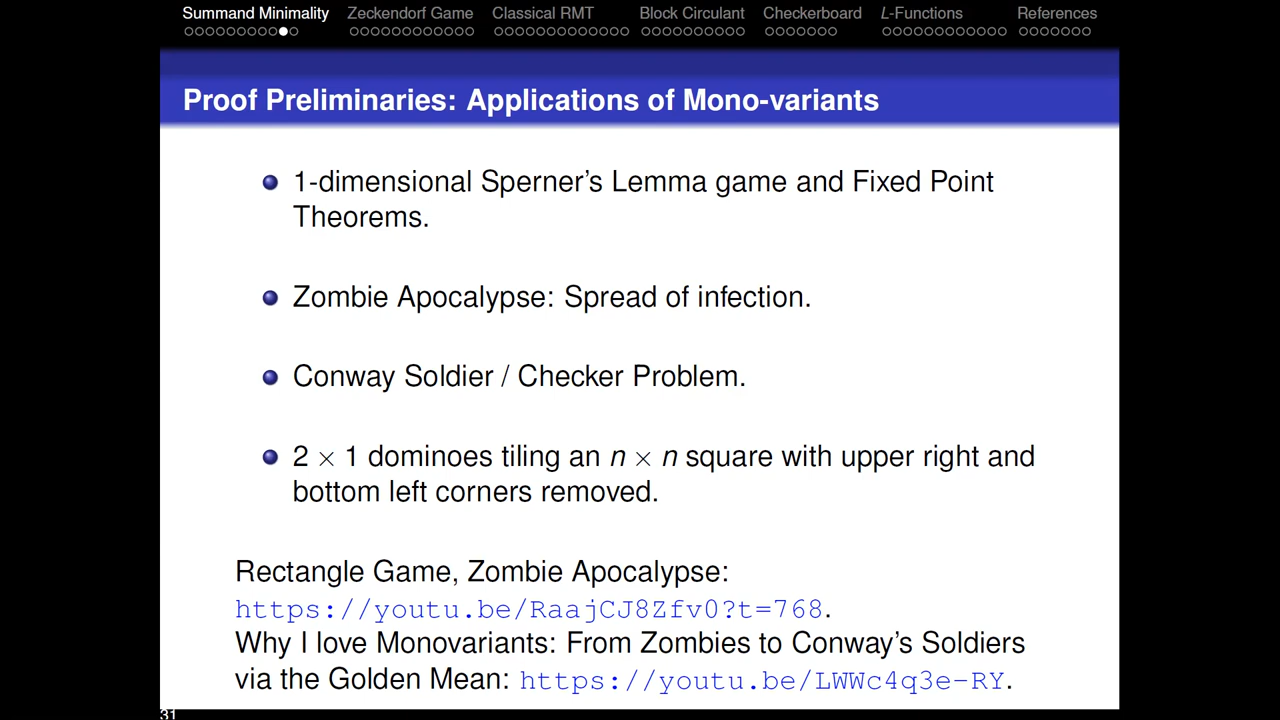 Summand Minimality Zeckendorf Game Classical RMT Block Circulant Checkerboard L-Functions References
Proof Preliminaries: Applications of Mono-variants
1-dimensional Sperner's Lemma game and Fixed Point
Theorems.
Zombie Apocalypse: Spread of infection.
Conway Soldier / Checker Problem.
2 × 1 dominoes tiling an n × n square with upper right and
bottom left corners removed.
Rectangle Game, Zombie Apocalypse:
https://youtu.be/RaajCJ8Zfv0?t=768.
Why I love Monovariants: From Zombies to Conway's Soldiers
via the Golden Mean: https://youtu.be/LWWc4q3e-RY.
31